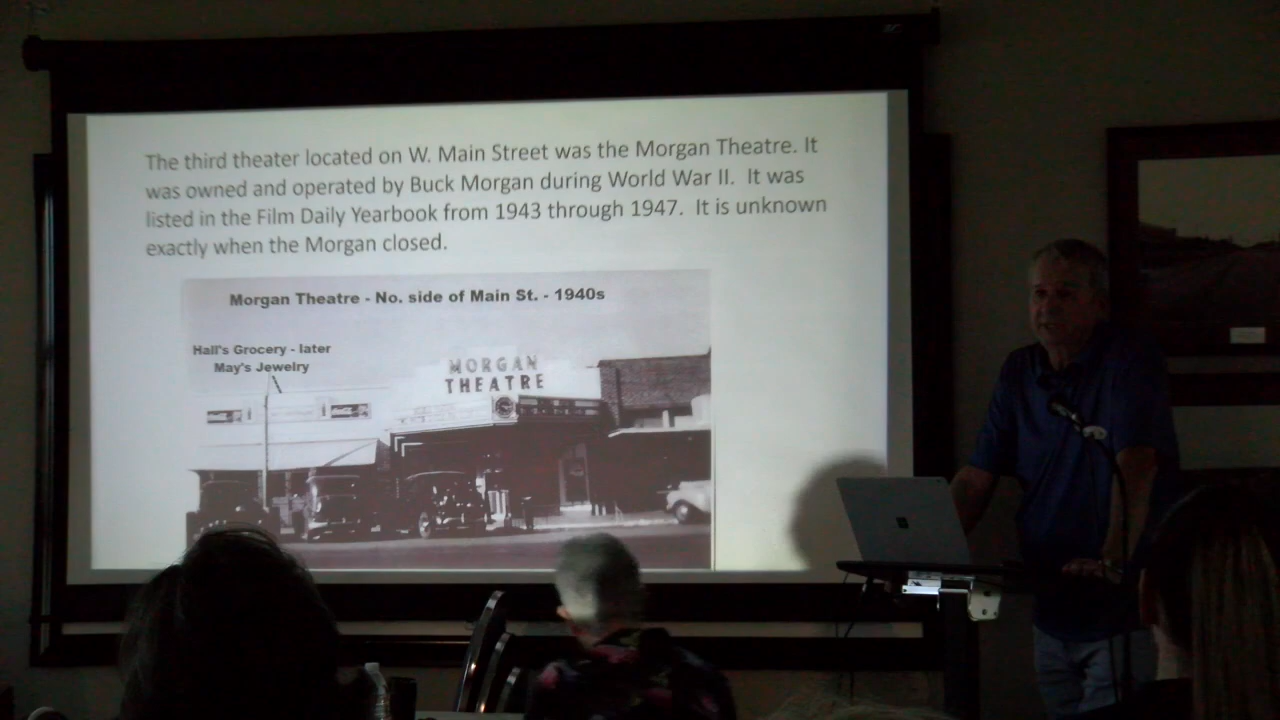 The third theater located on W. Main Street was the Morgan Theatre. It
was owned and operated by Buck Morgan during World War II. It was
listed in the Film Daily Yearbook from 1943 through 1947. It is unknown
exactly when the Morgan closed.
Morgan Theatre - No. side of Main St. - 1940s
Hall's Grocery - later
May's Jewelry
MORGAN
THEATRE